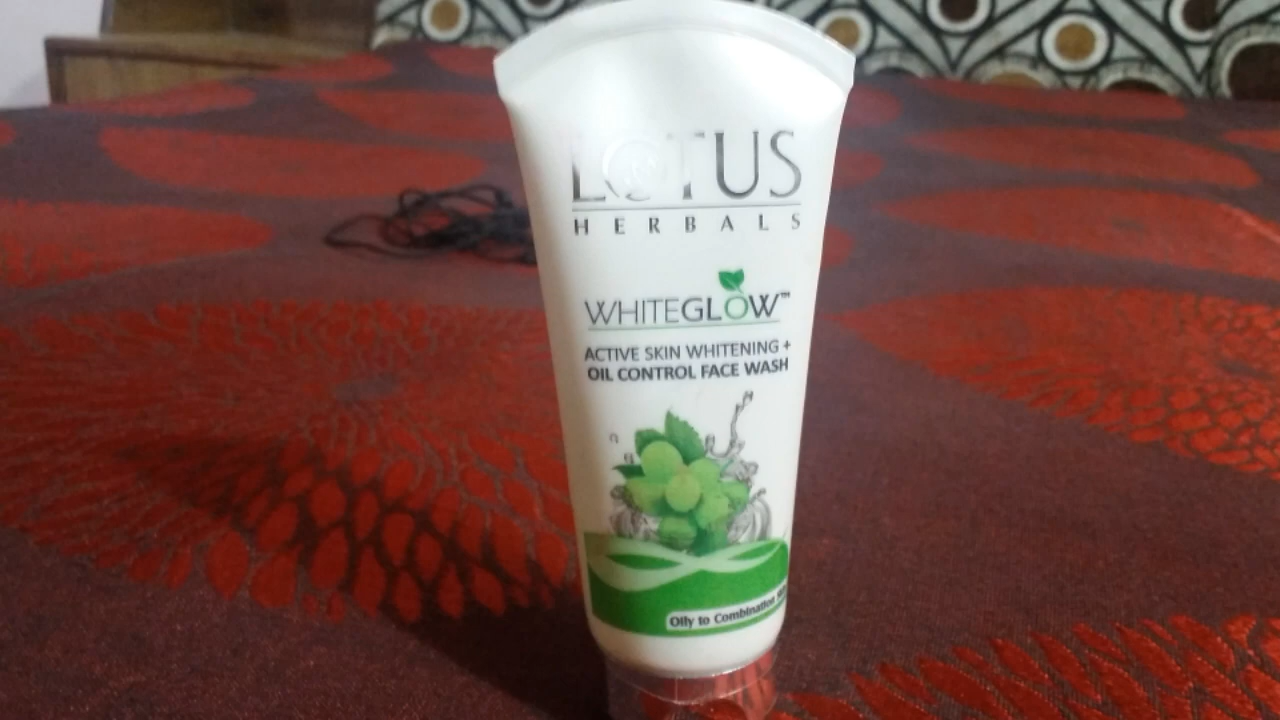 LOTUS
HERBALS
WHITEGLOW™
ACTIVE SKIN WHITENING +
OIL CONTROL FACE WASH
Oily to Combination